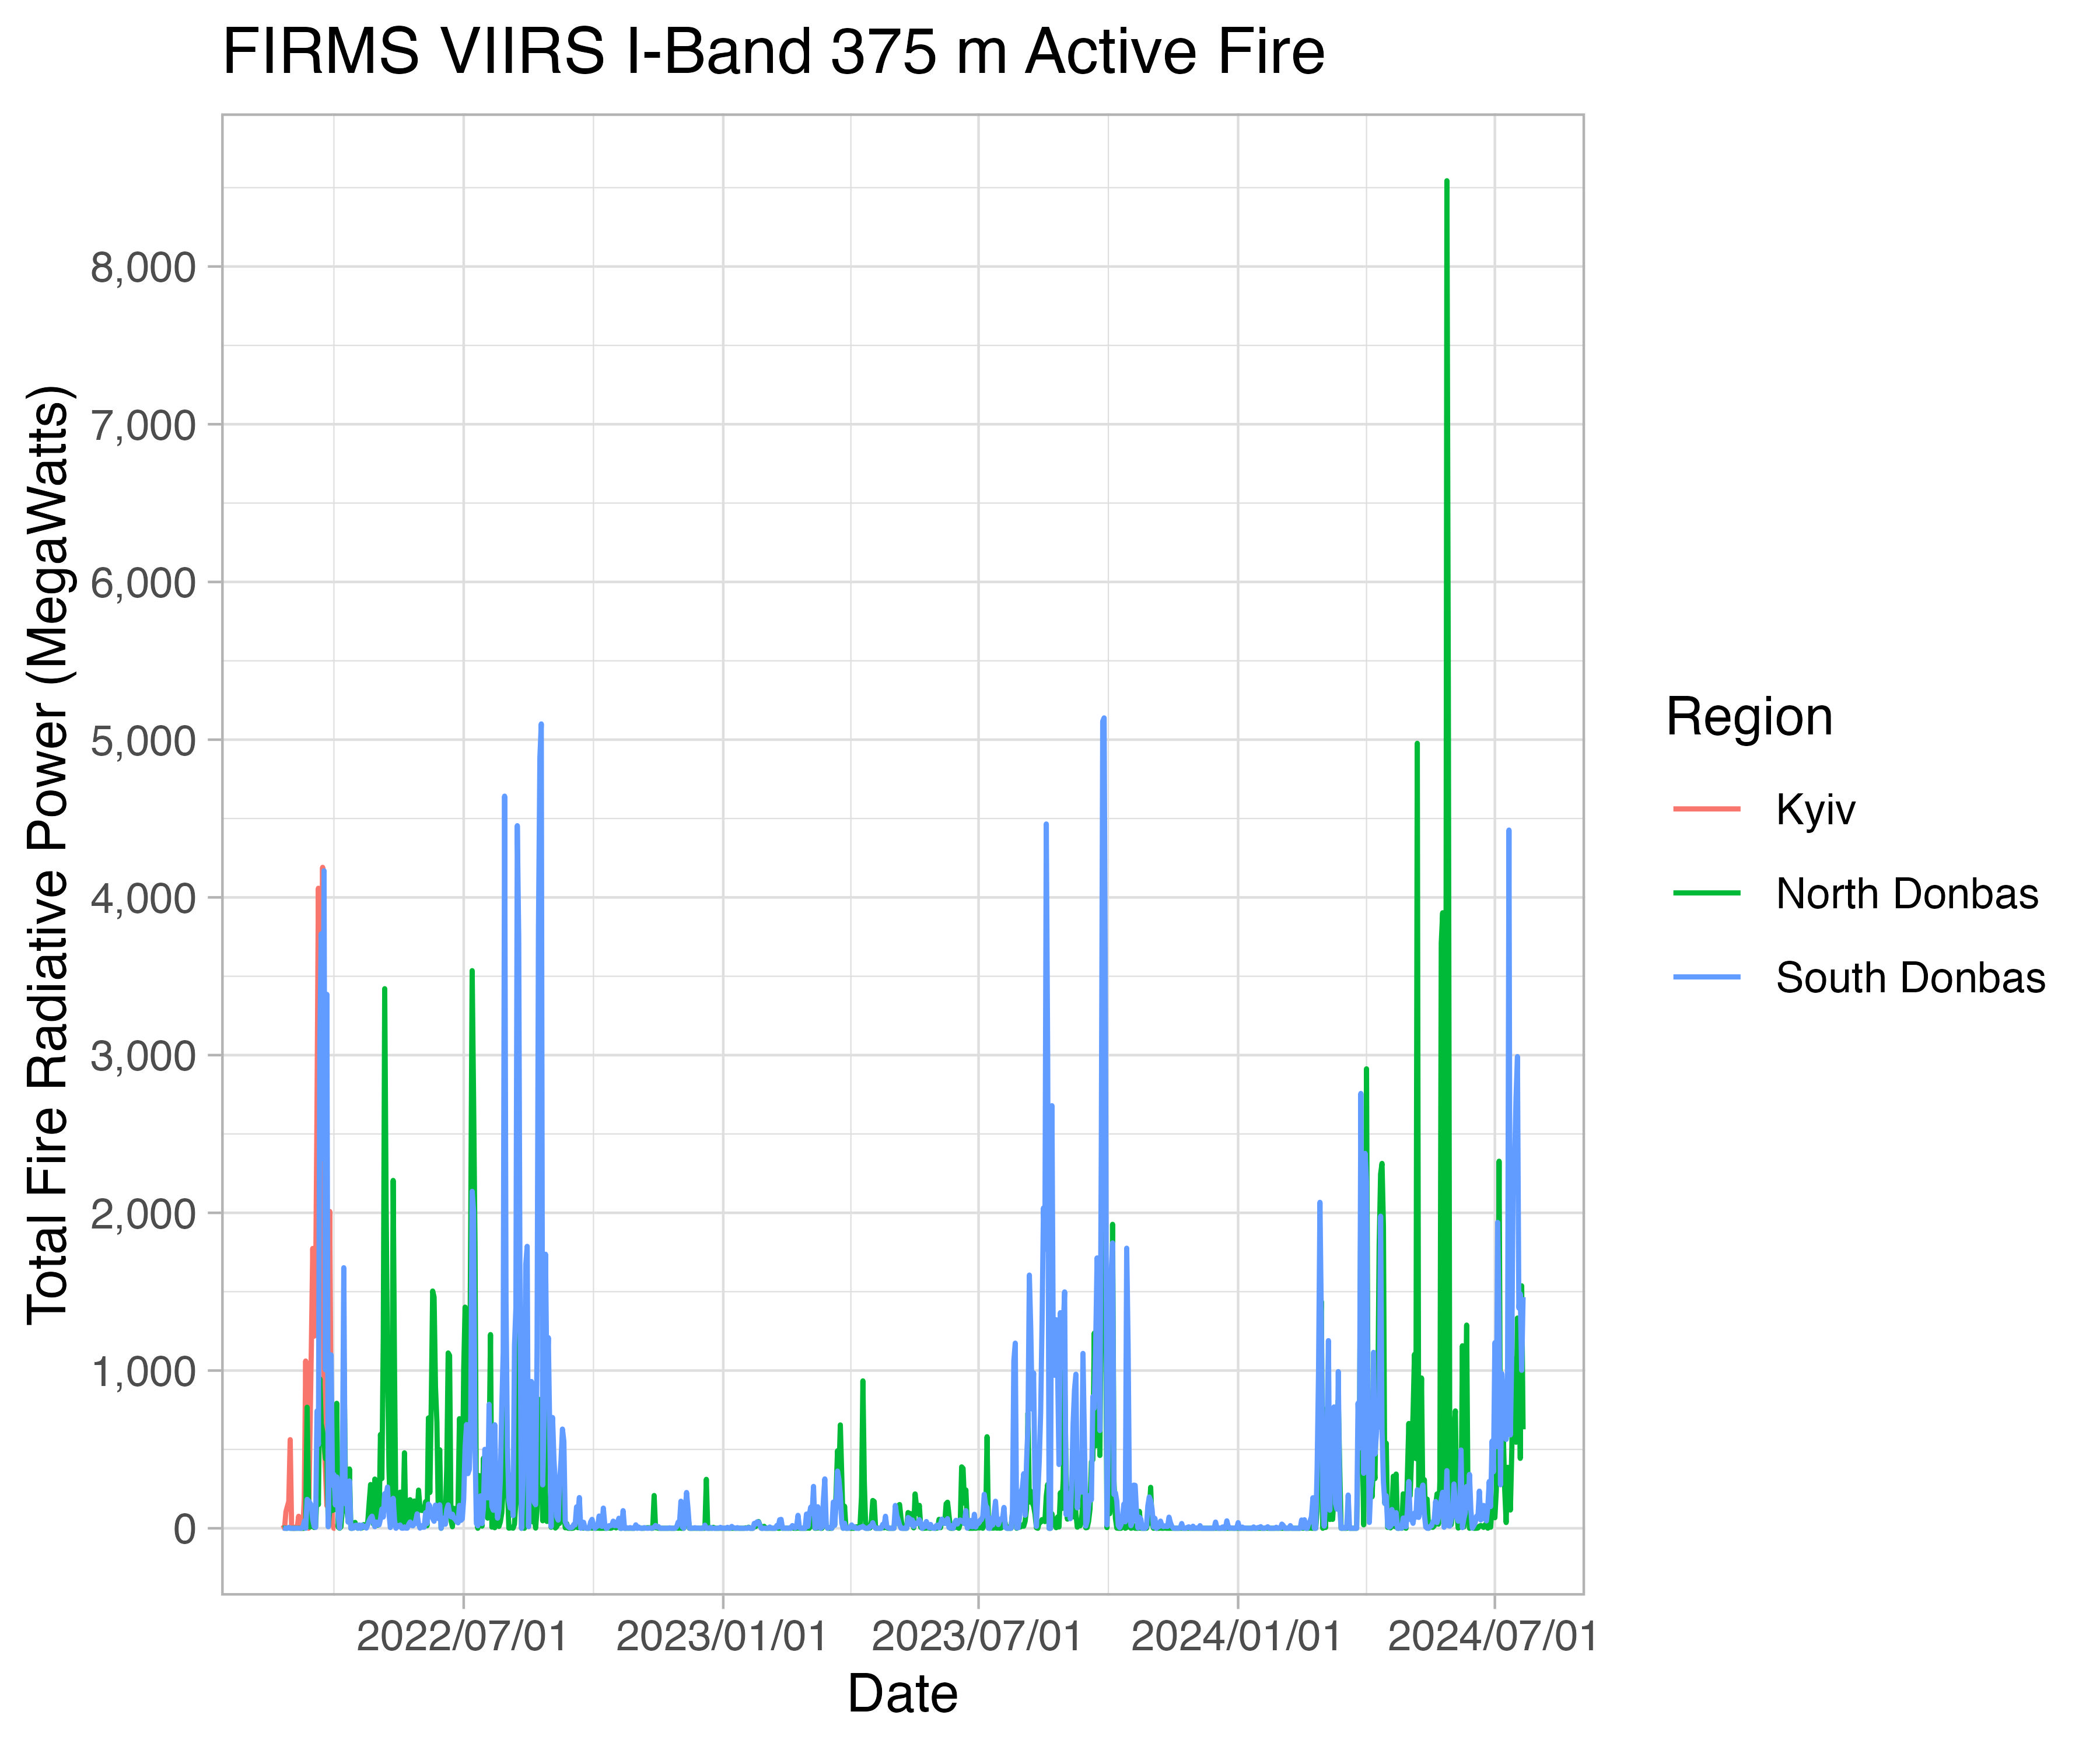 FIRMS VIIRS I-Band 375 m Active Fire
Total Fire Radiative Power (MegaWatts)
8,000
7,000
6,000
5,000
4,000
3,000
2,000
1,000
0
2022/07/01 2023/01/01 2023/07/01 2024/01/01 2024/07/01
Date
Region
Kyiv
North Donbas
South Donbas